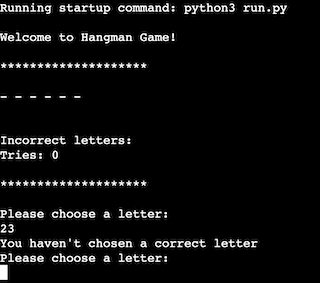 Running startup command: python3 run.py
Welcome to Hangman Game!
********************
_ _ _ _ _ _
Incorrect letters:
Tries: 0
********************
Please choose a letter:
23
You haven't chosen a correct letter
Please choose a letter: